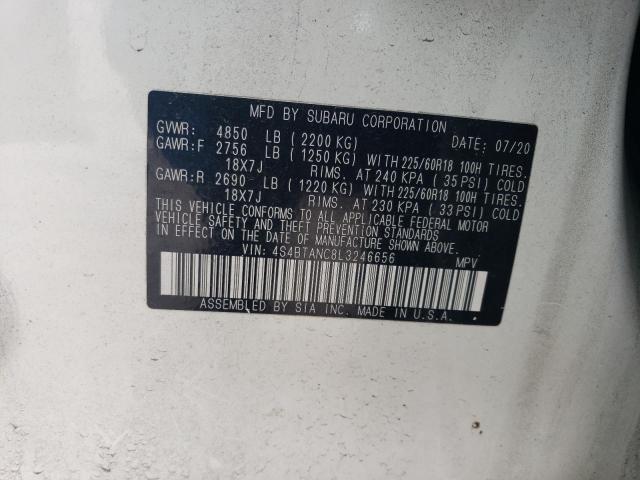 MFD BY SUBARU CORPORATION
GVWR: 4850 LB (2200 KG) DATE: 07/20
GAWR:F 2756 LB (1250 KG) WITH 225/60R18 100H TIRES.
18X7J RIMS. AT 240 KPA (35 PSI) COLD
GAWR:R 2690 LB (1220 KG) WITH 225/60R18 100H TIRES.
18X7J RIMS. AT 230 KPA (33 PSI) COLD
THIS VEHICLE CONFORMS TO ALL APPLICABLE FEDERAL MOTOR
VEHICLE SAFETY AND THEFT PREVENTION STANDARDS
IN EFFECT ON THE DATE OF MANUFACTURE SHOWN ABOVE.
VIN: 4S4BTANC8L3246656 MPV
ASSEMBLED BY SIA INC. MADE IN U.S.A.